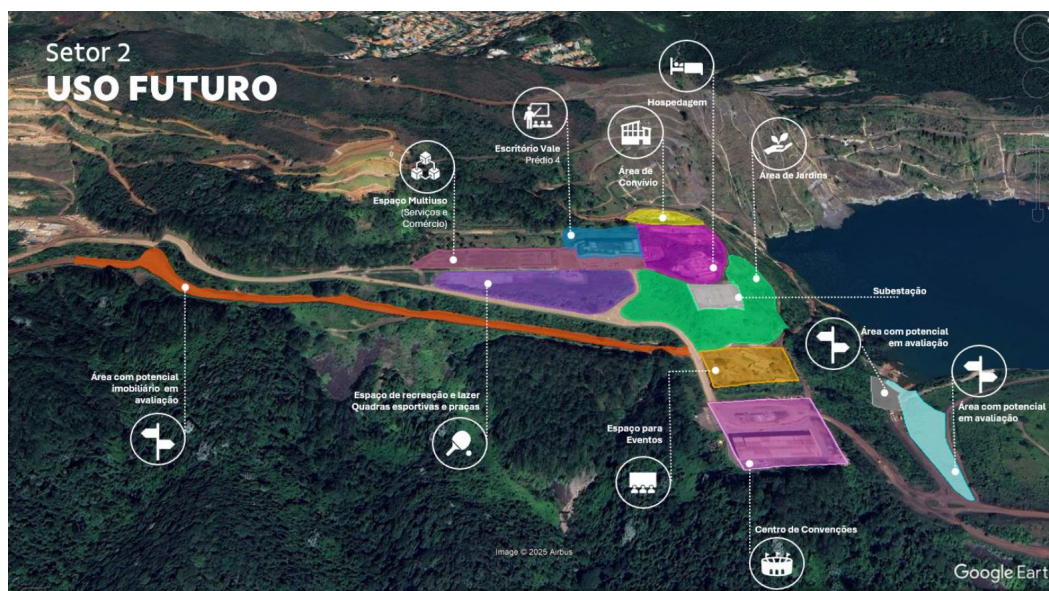 Setor 2
USO FUTURO
Hospedagem
Escritório Vale
Prédio 4
Área de
Convívio
Área de Jardins
Espaço Multiuso
(Serviços e
Comércio)
Subestação
Área com potencial
em avaliação
Área com potencial
em avaliação
Área com potencial
imobiliário em
avaliação
Espaço de recreação e lazer
Quadras esportivas e praças
Espaço para
Eventos
Centro de Convenções
Image © 2025 Airbus
Google Eart